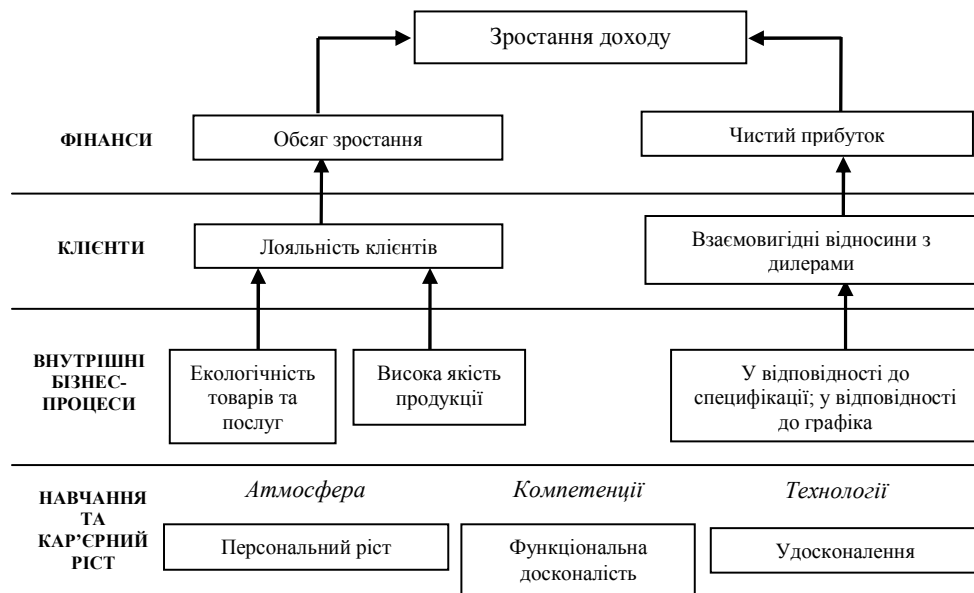 Зростання доходу
ФІНАНСИ
Обсяг зростання
Чистий прибуток
КЛІЄНТИ
Лояльність клієнтів
Взаємовигідні відносини з
дилерами
ВНУТРІШНІ
БІЗНЕС-
ПРОЦЕСИ
Екологічність
товарів та
послуг
Висока якість
продукції
У відповідності до
специфікації; у відповідності
до графіка
НАВЧАННЯ
ТА
КАР’ЄРНИЙ
РІСТ
Атмосфера
Компетенції
Технології
Персональний ріст
Функціональна
досконалість
Удосконалення